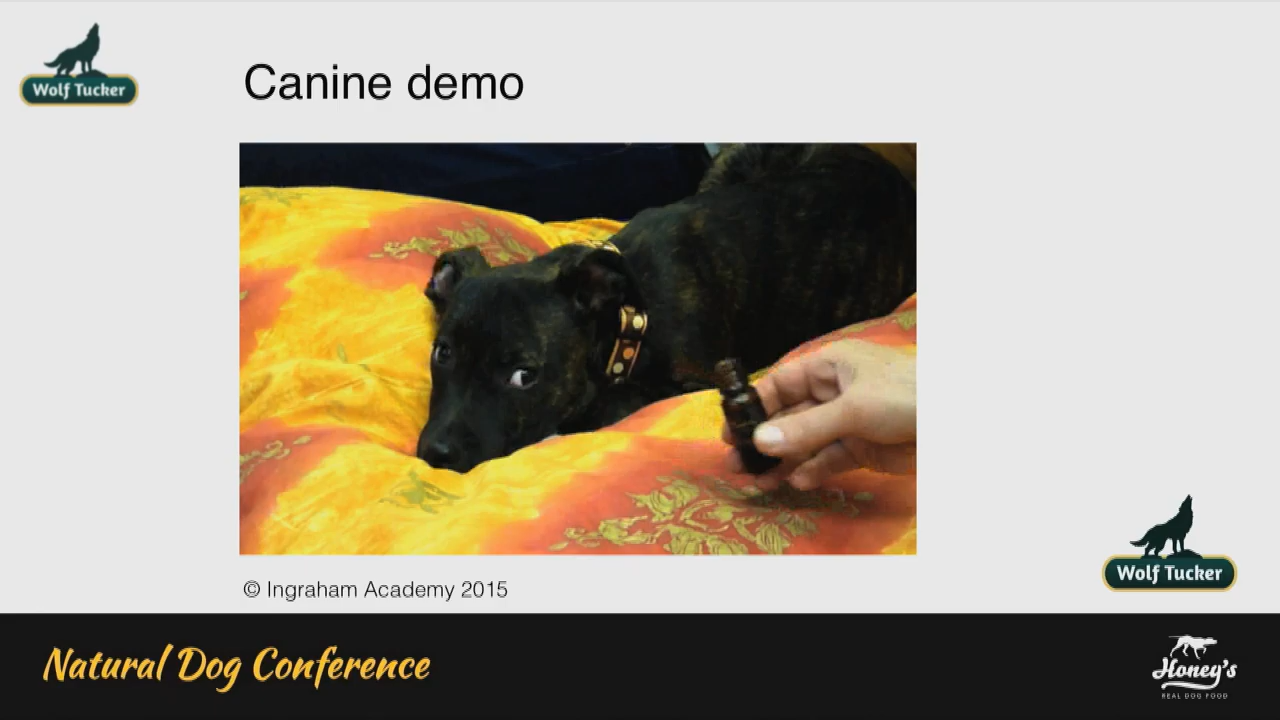 Wolf Tucker
Canine demo
© Ingraham Academy 2015
Wolf Tucker
Natural Dog Conference
Honey's
REAL DOG FOOD